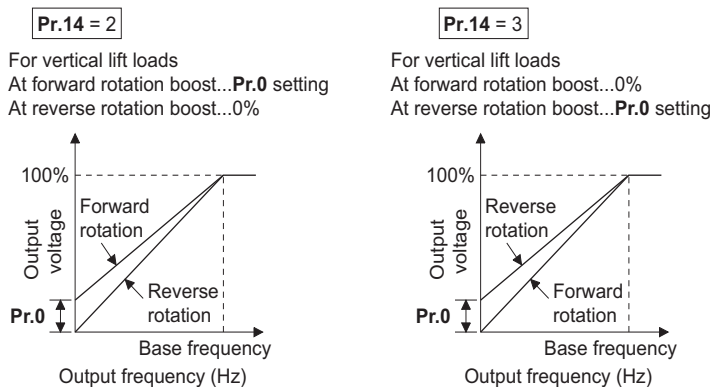 Pr.14 = 2
For vertical lift loads
At forward rotation boost...Pr.0 setting
At reverse rotation boost...0%
100%
Forward
rotation
Output
voltage
Reverse
rotation
Pr.0
Base frequency
Output frequency (Hz)
Pr.14 = 3
For vertical lift loads
At forward rotation boost...0%
At reverse rotation boost...Pr.0 setting
100%
Reverse
rotation
Output
voltage
Forward
rotation
Pr.0
Base frequency
Output frequency (Hz)